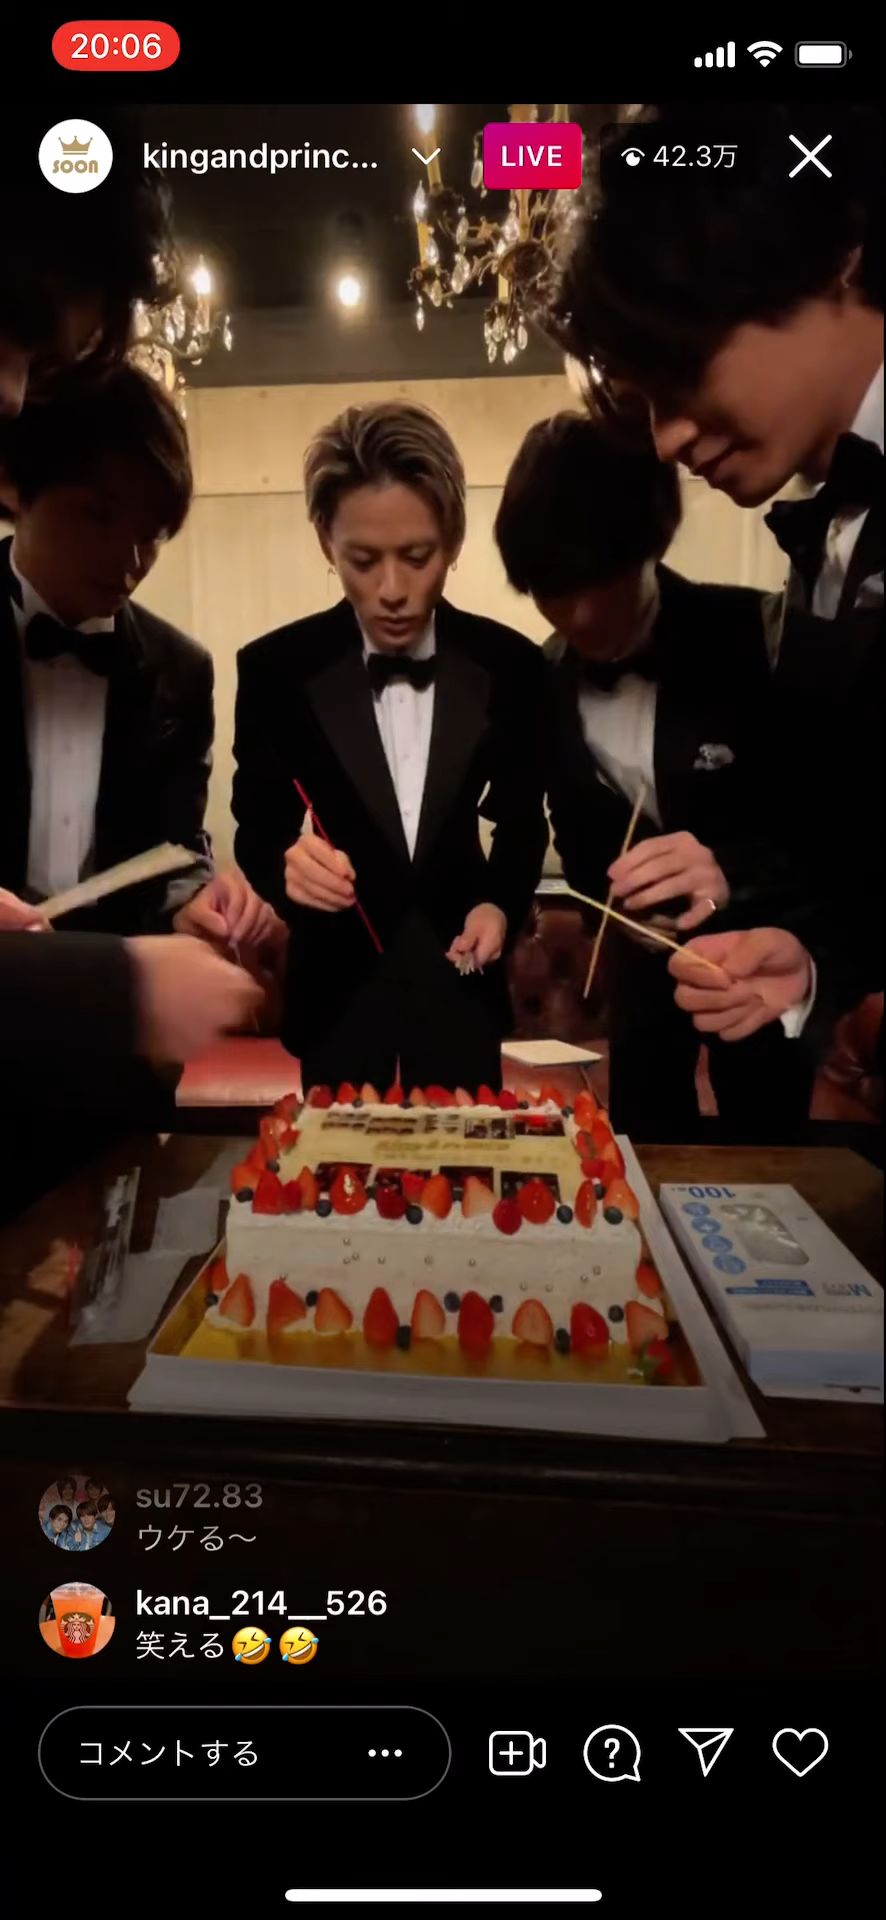 20:06
SOON
kingandprinc...
LIVE
42.3万
100
su72.83
ウケる〜
kana_214__526
笑える🤣🤣
コメントする